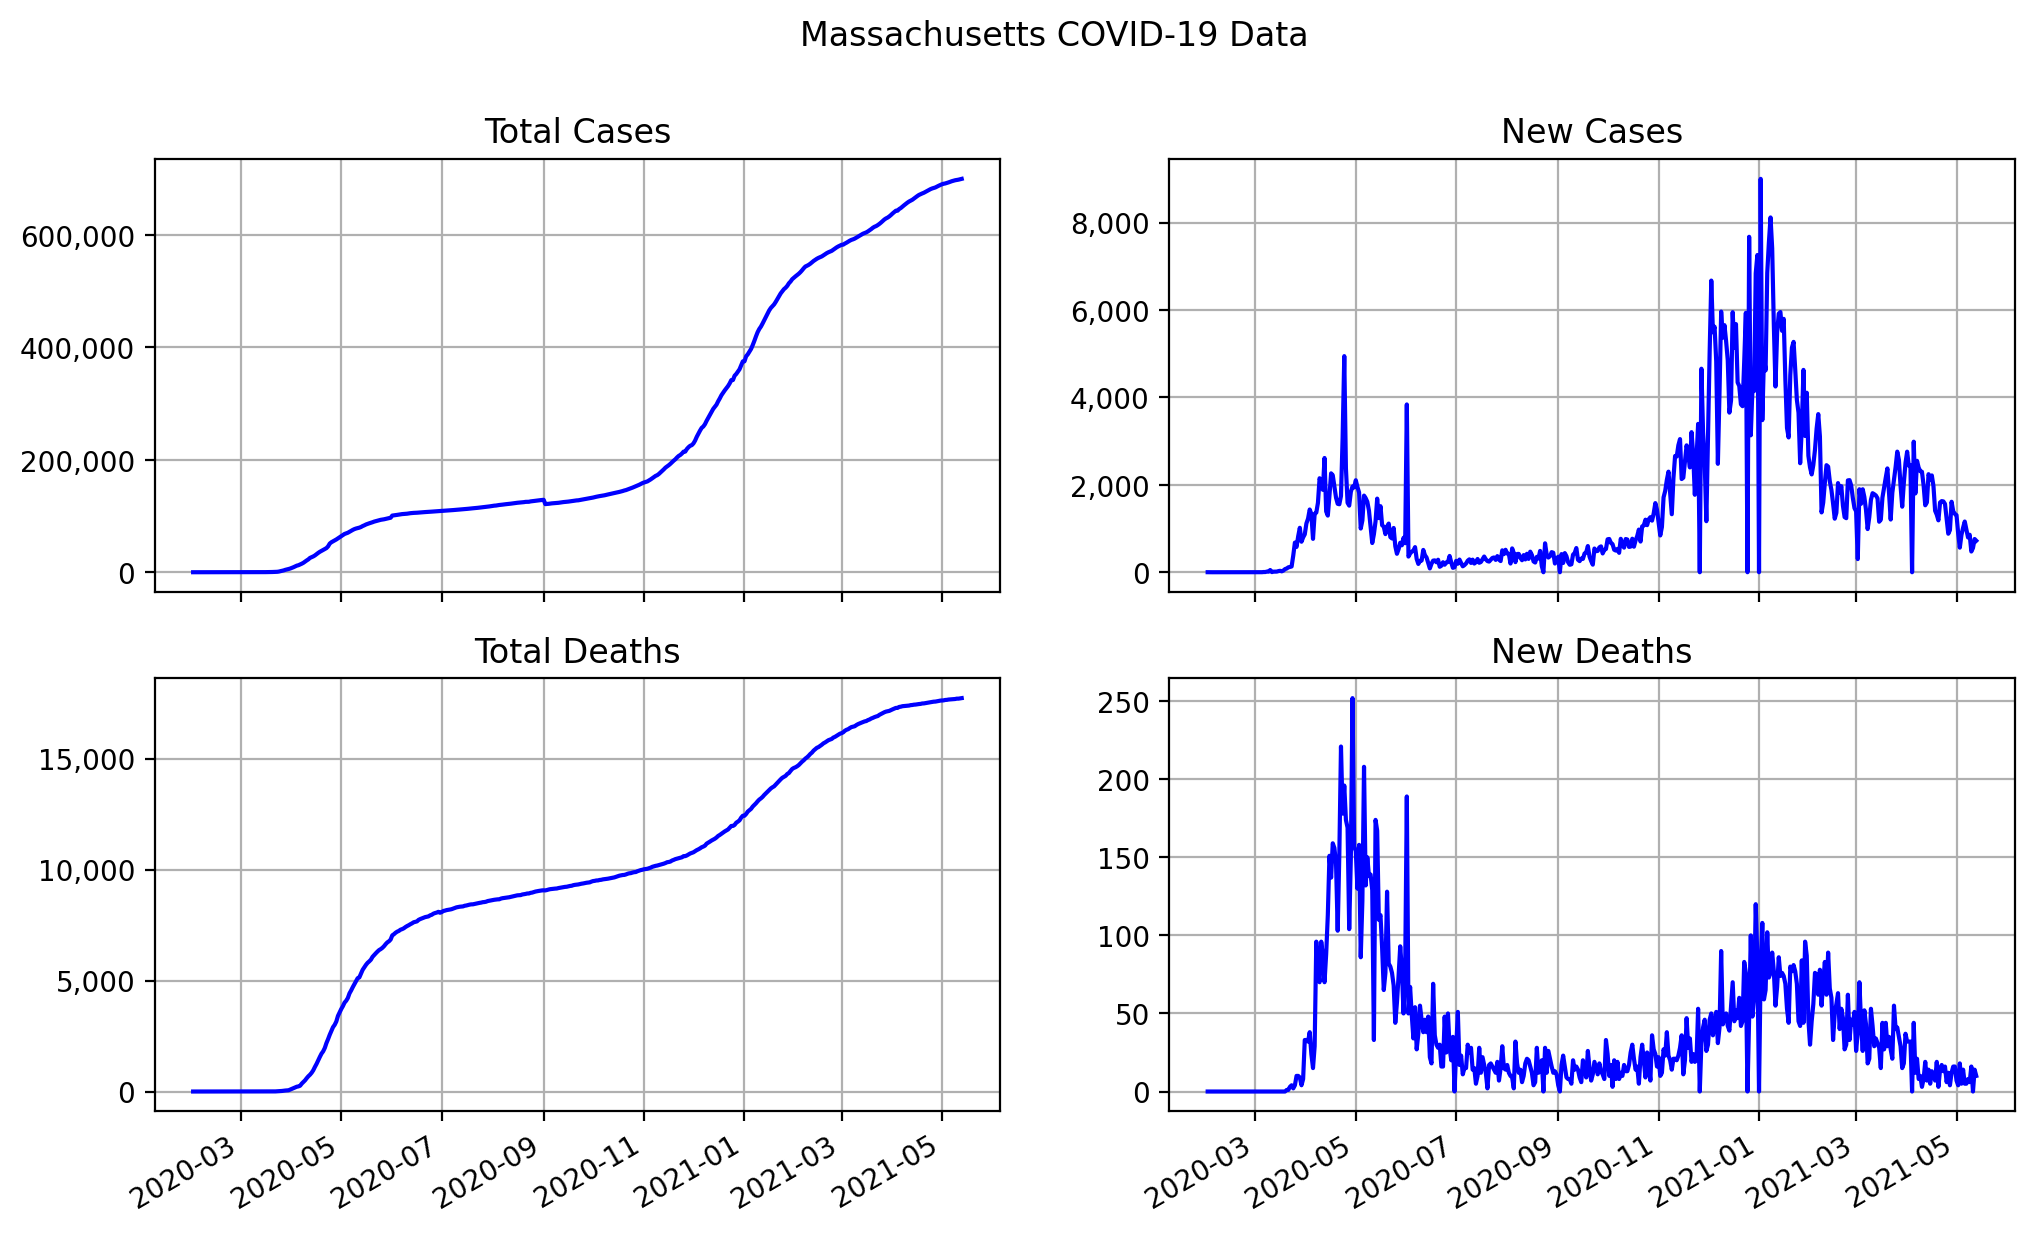 Massachusetts COVID-19 Data
Total Cases
600,000
400,000
200,000
0
New Cases
8,000
6,000
4,000
2,000
0
Total Deaths
15,000
10,000
5,000
0
2020-03 2020-05 2020-07 2020-09 2020-11 2021-01 2021-03 2021-05
New Deaths
250
200
150
100
50
0
2020-03 2020-05 2020-07 2020-09 2020-11 2021-01 2021-03 2021-05